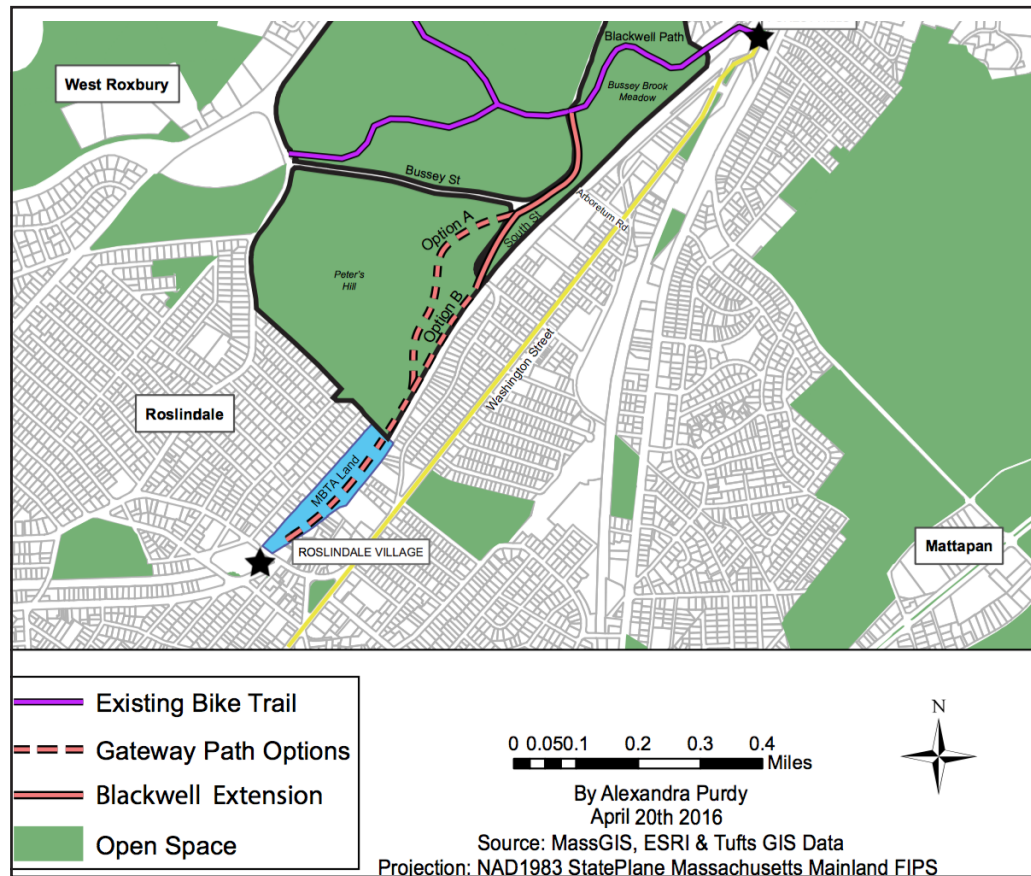 Blackwell Path
West Roxbury
Bussey Brook
Meadow
Bussey St
Arboretum Rd
Option A
South St
Peter's
Hill
Option B
Washington Street
Roslindale
MBTA Land
ROSLINDALE VILLAGE
Mattapan
Existing Bike Trail
Gateway Path Options
Blackwell Extension
Open Space
0 0.050.1 0.2 0.3 0.4
Miles
By Alexandra Purdy
April 20th 2016
Source: MassGIS, ESRI & Tufts GIS Data
Projection: NAD1983 StatePlane Massachusetts Mainland FIPS
N